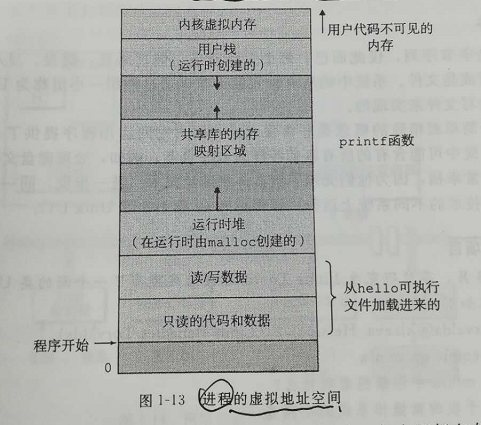 内核虚拟内存
用户代码不可见的
内存
用户栈
(运行时创建的)
共享库的内存
映射区域
printf函数
运行时堆
(在运行时由malloc创建的)
读/写数据
只读的代码和数据
从hello可执行
文件加载进来的
程序开始
0
图1-13 进程的虚拟地址空间